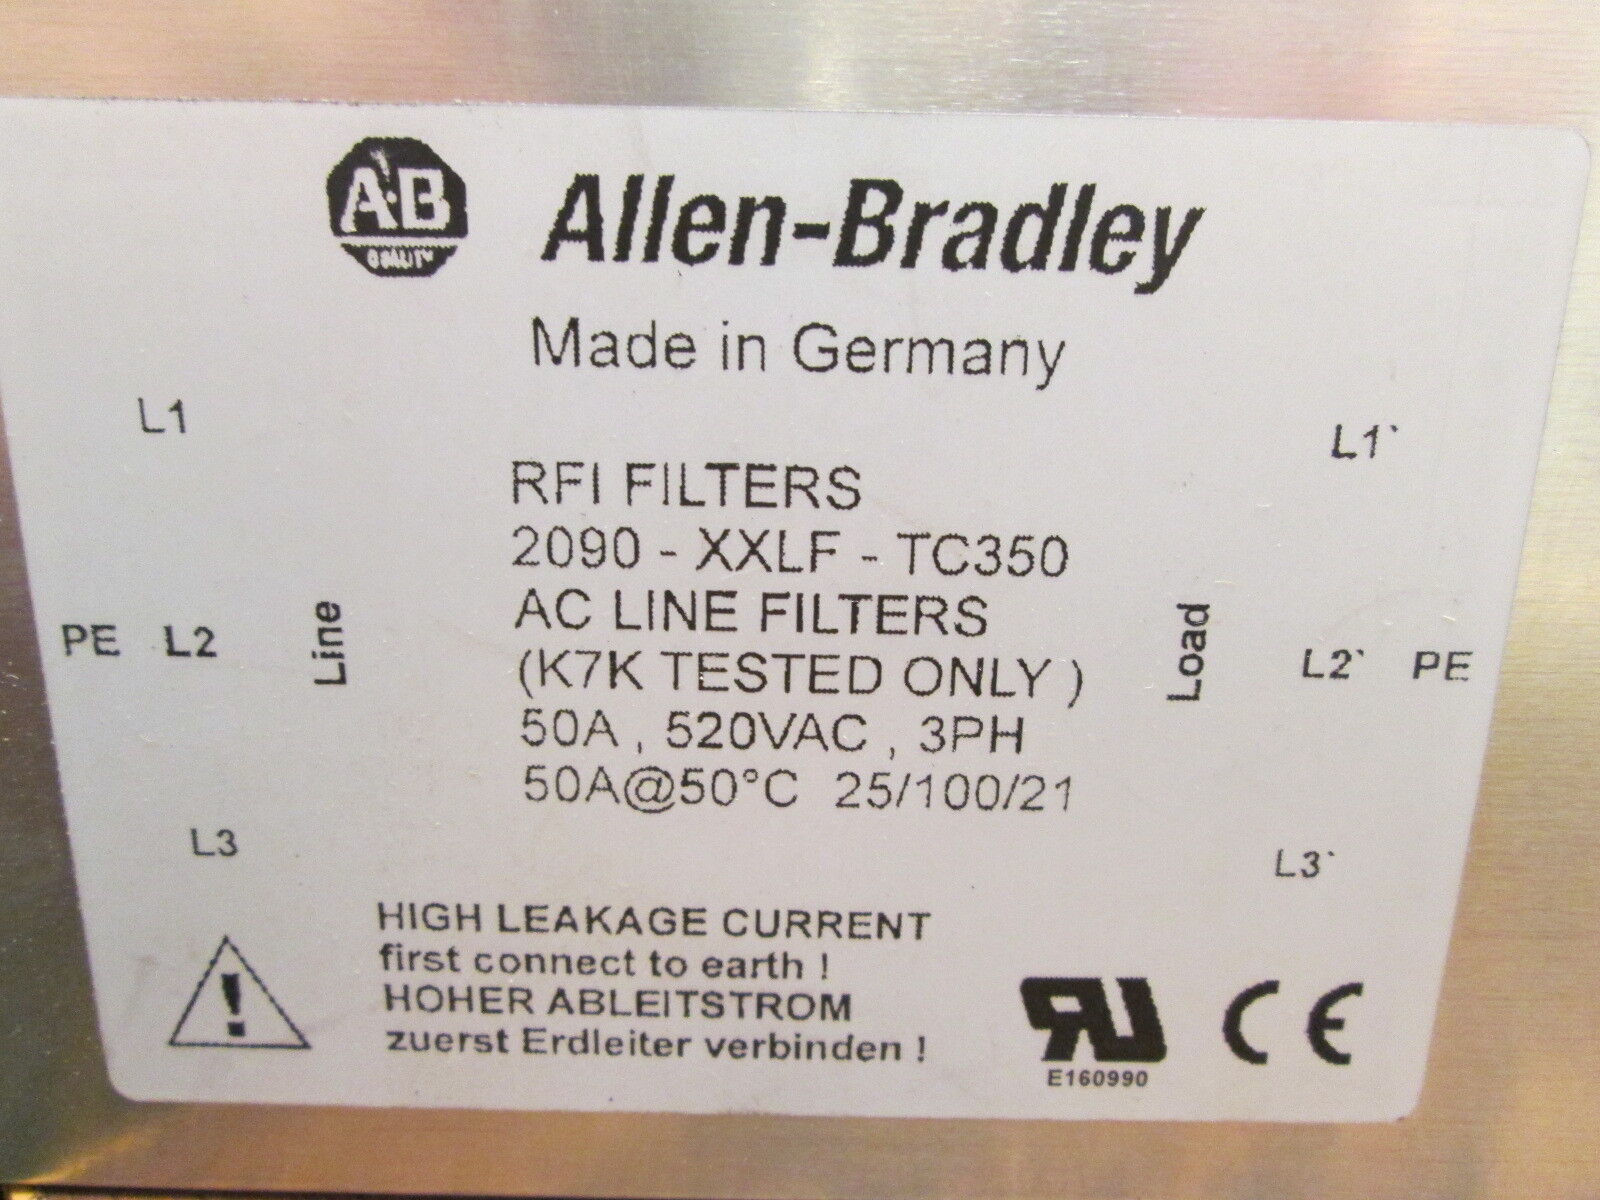 A·B
QUALITY
Allen-Bradley
Made in Germany
L1
L1`
RFI FILTERS
2090 - XXLF - TC350
AC LINE FILTERS
(K7K TESTED ONLY )
50A , 520VAC , 3PH
50A@50°C 25/100/21
PE L2 Line
Load L2` PE
L3
L3`
HIGH LEAKAGE CURRENT
first connect to earth !
HOHER ABLEITSTROM
zuerst Erdleiter verbinden !
!
RU
E160990
CE